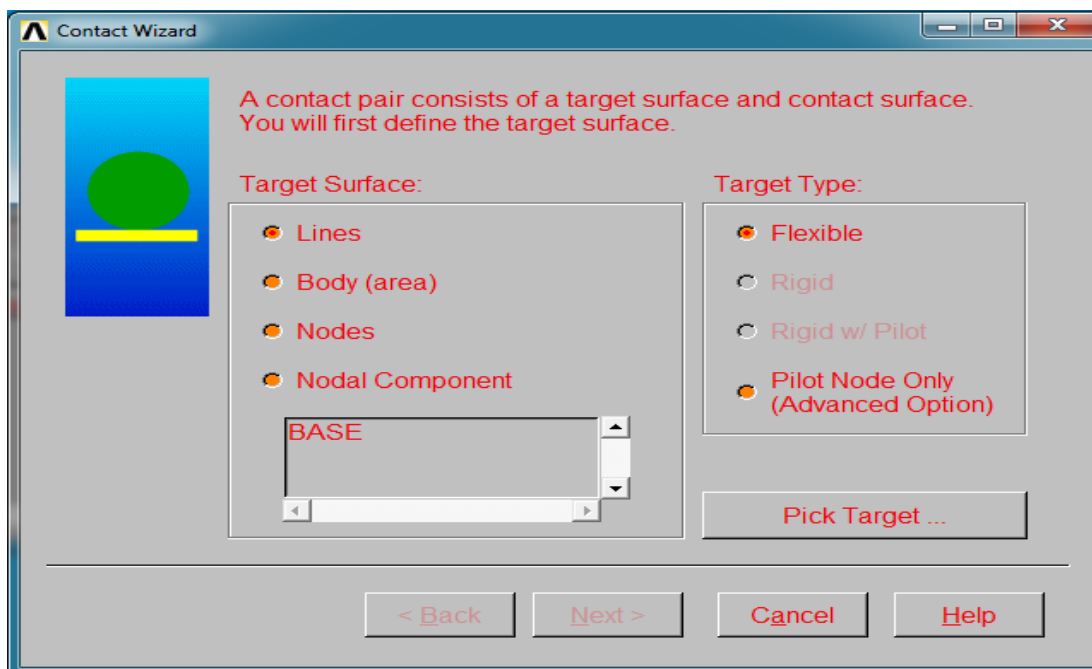 Contact Wizard
A contact pair consists of a target surface and contact surface.
You will first define the target surface.
Target Surface:
Lines
Body (area)
Nodes
Nodal Component
BASE
Target Type:
Flexible
Rigid
Rigid w/ Pilot
Pilot Node Only
(Advanced Option)
Pick Target ...
< Back
Next >
Cancel
Help